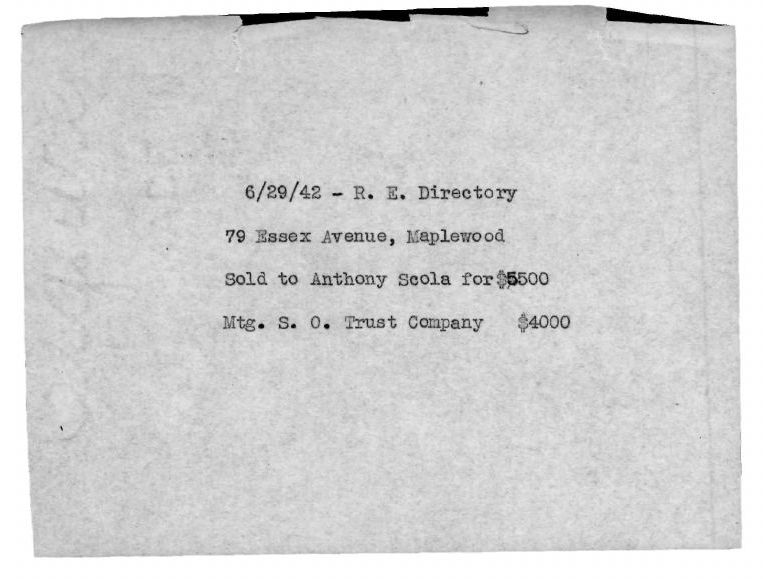 6/29/42 - R. E. Directory
79 Essex Avenue, Maplewood
Sold to Anthony Scola for $5500
Mtg. S. O. Trust Company $4000